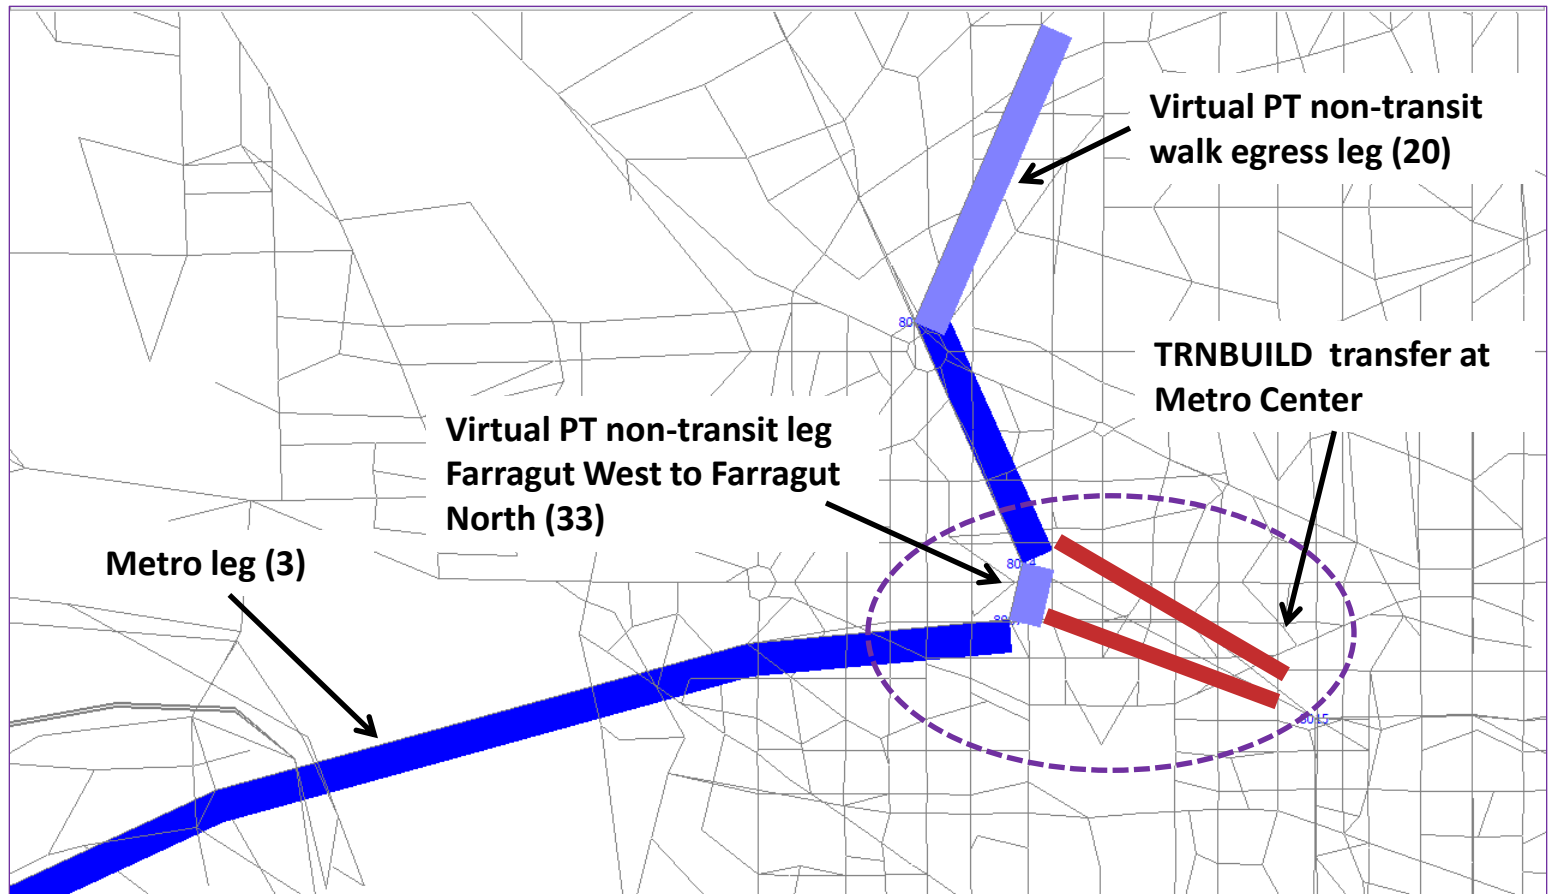 Virtual PT non-transit
walk egress leg (20)
80
TRNBUILD transfer at
Metro Center
Virtual PT non-transit leg
Farragut West to Farragut
North (33)
Metro leg (3)
8015